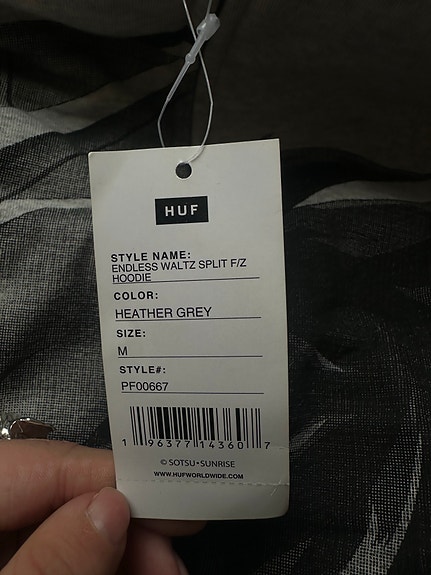 HUF
STYLE NAME:
ENDLESS WALTZ SPLIT F/Z
HOODIE
COLOR:
HEATHER GREY
SIZE:
M
STYLE#:
PF00667
1 96377 14360 7
© SOTSU•SUNRISE
WWW.HUFWORLDWIDE.COM